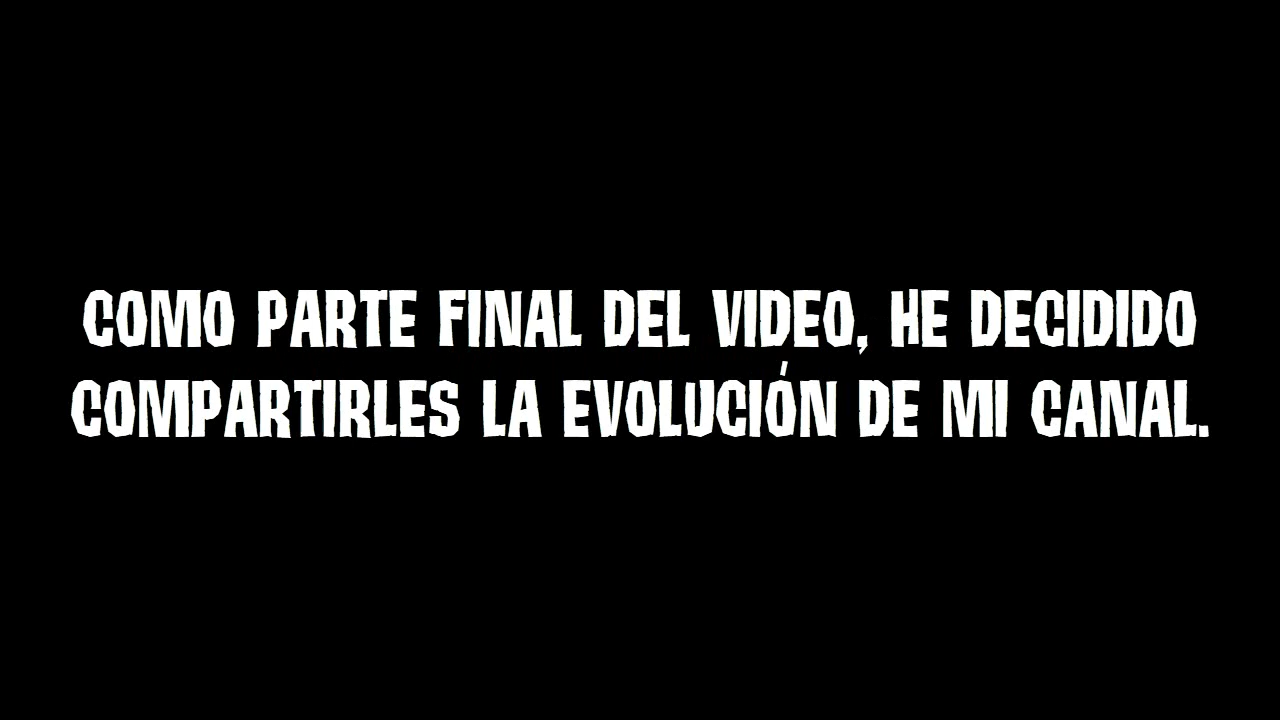 COMO PARTE FINAL DEL VIDEO, HE DECIDIDO
COMPARTIRLES LA EVOLUCIÓN DE MI CANAL.